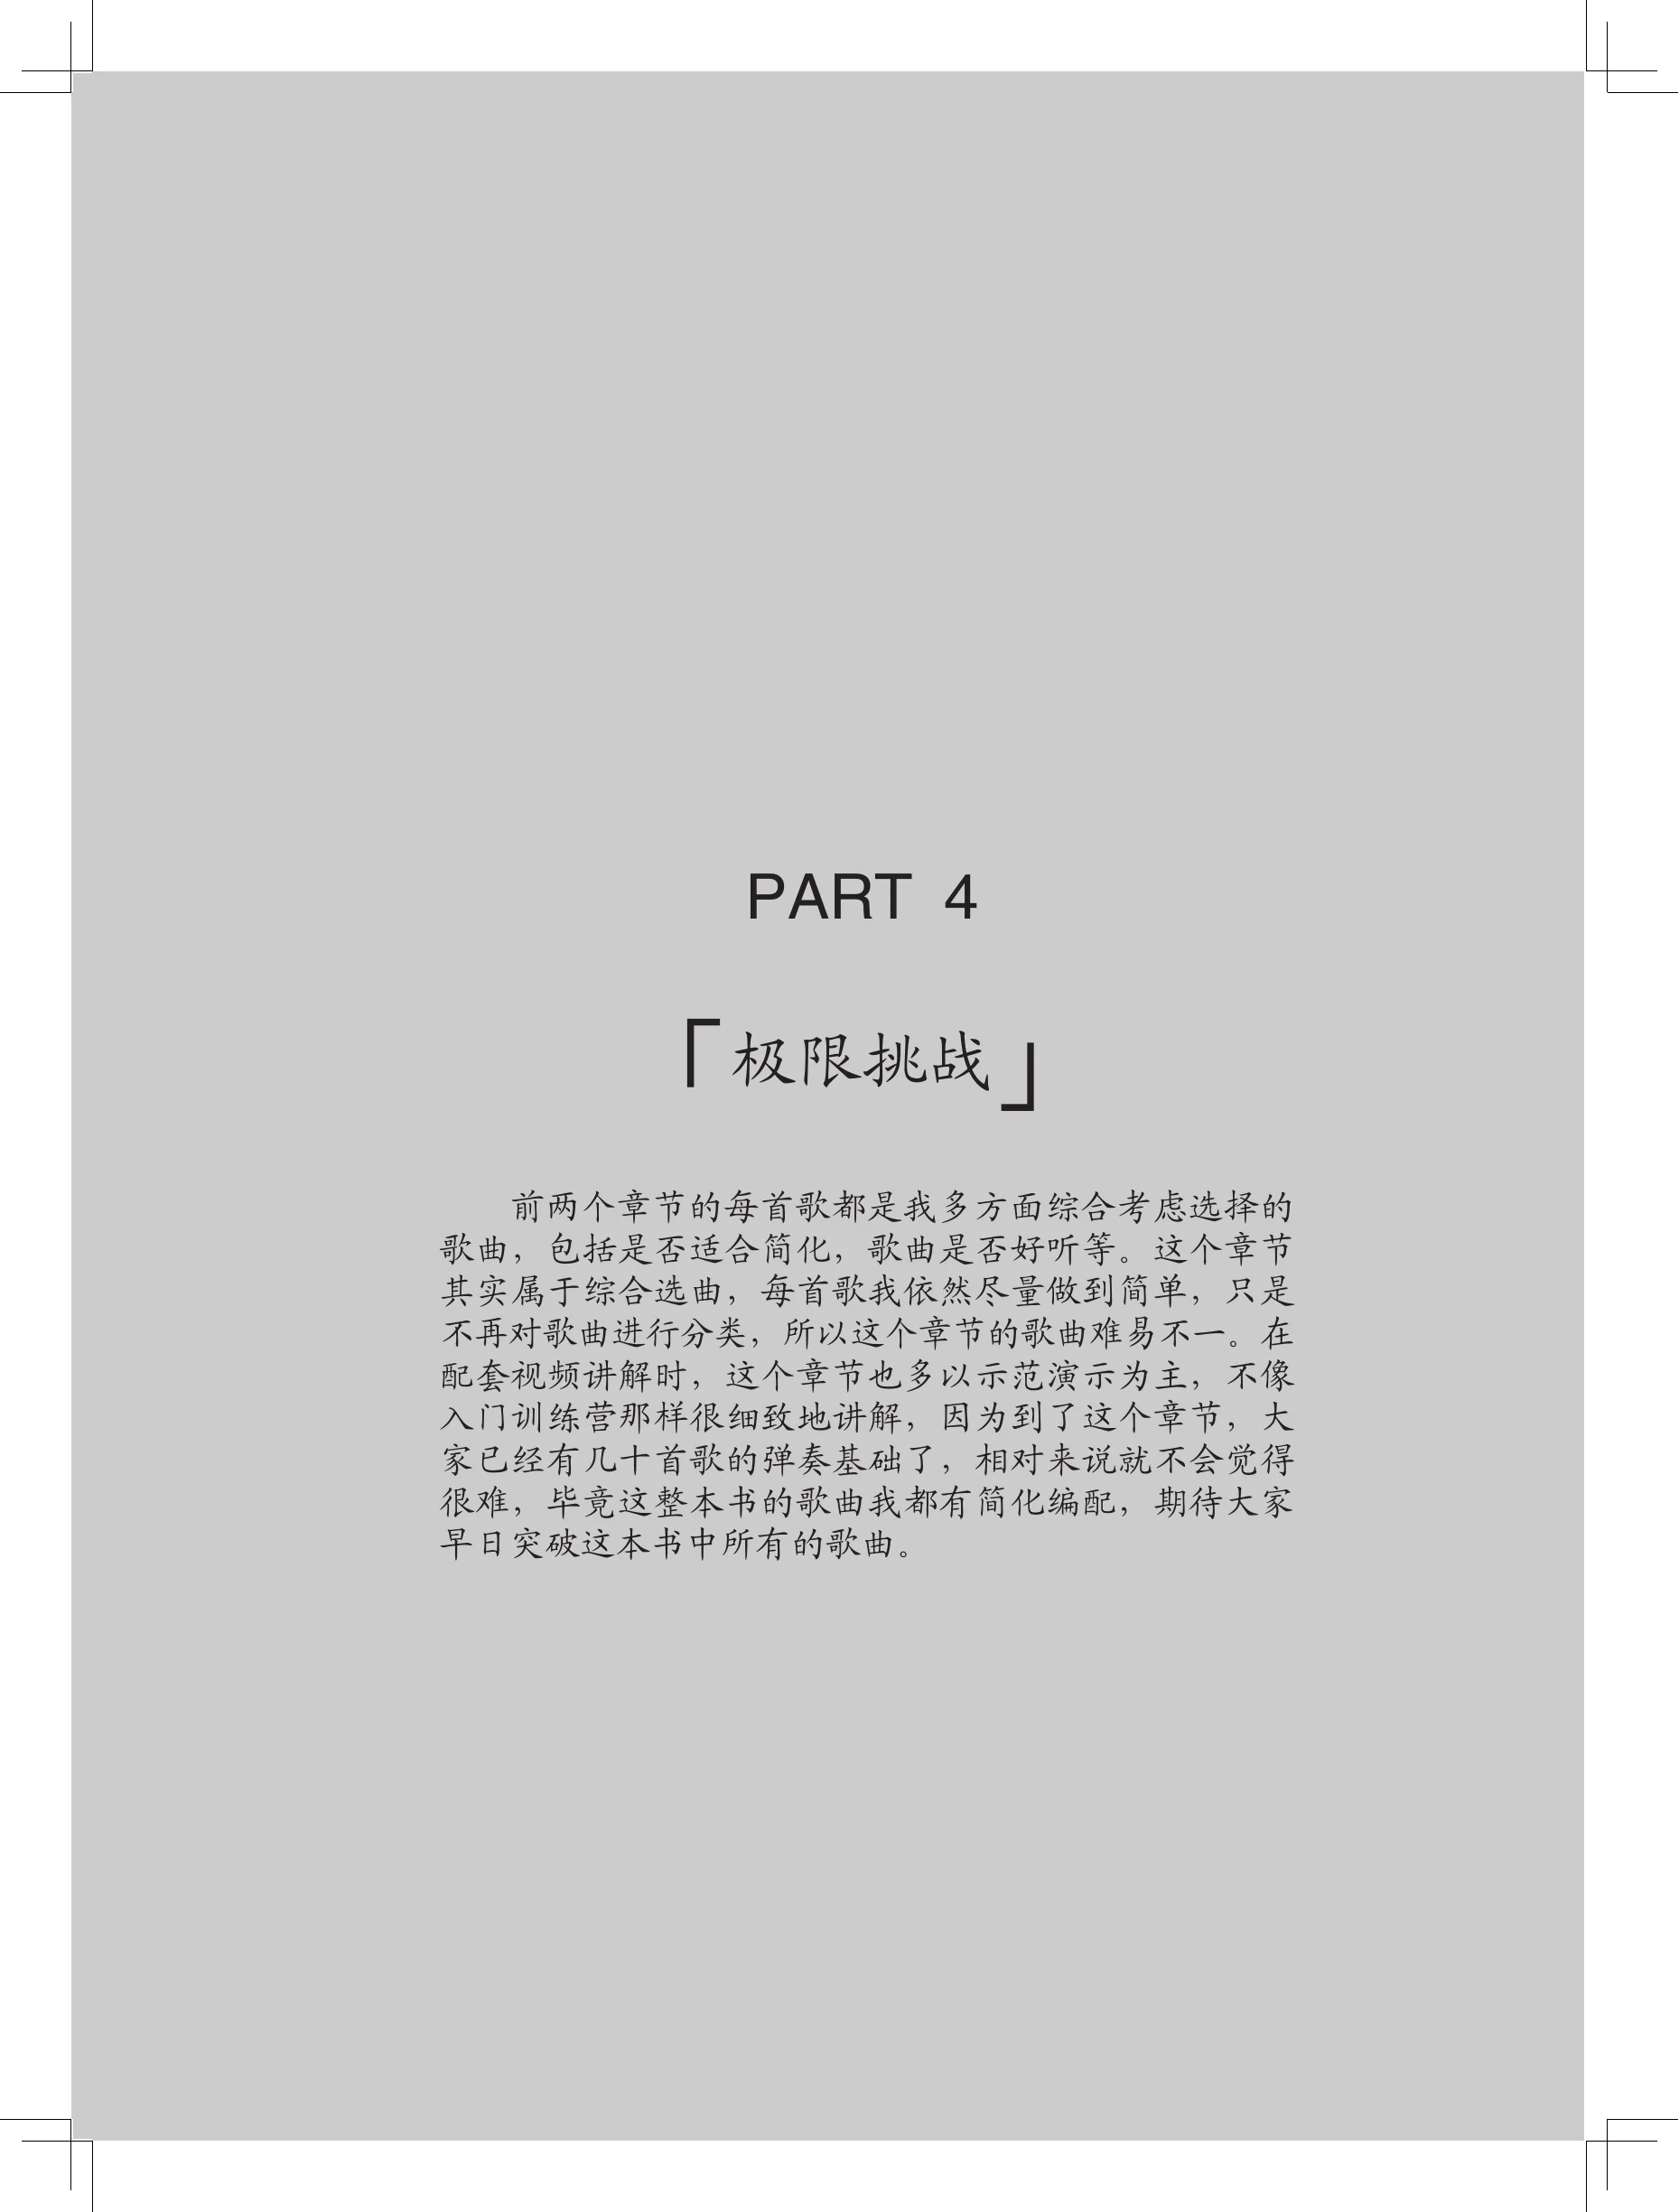 PART 4
「极限挑战」
前两个章节的每首歌都是我多方面综合考虑选择的
歌曲，包括是否适合简化，歌曲是否好听等。这个章节
其实属于综合选曲，每首歌我依然尽量做到简单，只是
不再对歌曲进行分类，所以这个章节的歌曲难易不一。在
配套视频讲解时，这个章节也多以示范演示为主，不像
入门训练营那样很细致地讲解，因为到了这个章节，大
家已经有几十首歌的弹奏基础了，相对来说就不会觉得
很难，毕竟这整本书的歌曲我都有简化编配，期待大家
早日突破这本书中所有的歌曲。